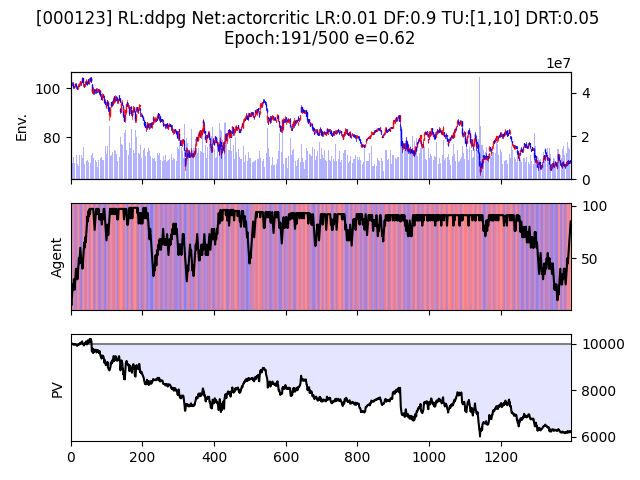 [000123] RL:ddpg Net:actorcritic LR:0.01 DF:0.9 TU:[1,10] DRT:0.05
Epoch:191/500 e=0.62
1e7
Env.
100
80
4
2
0
Agent
100
50
PV
10000
8000
6000
0 200 400 600 800 1000 1200